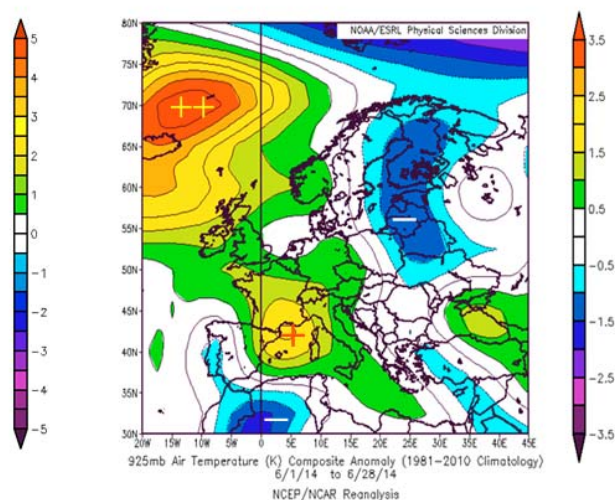 NOAA/ESRL Physical Sciences Division
5
4
3
2
1
0
−1
−2
−3
−4
−5
80N
75N
70N
65N
60N
55N
50N
45N
40N
35N
30N
3.5
2.5
1.5
0.5
−0.5
−1.5
−2.5
−3.5
20W 15W 10W 5W 0 5E 10E 15E 20E 25E 30E 35E 40E 45E
925mb Air Temperature (K) Composite Anomaly (1981−2010 Climatology)
6/1/14 to 6/28/14
NCEP/NCAR Reanalysis